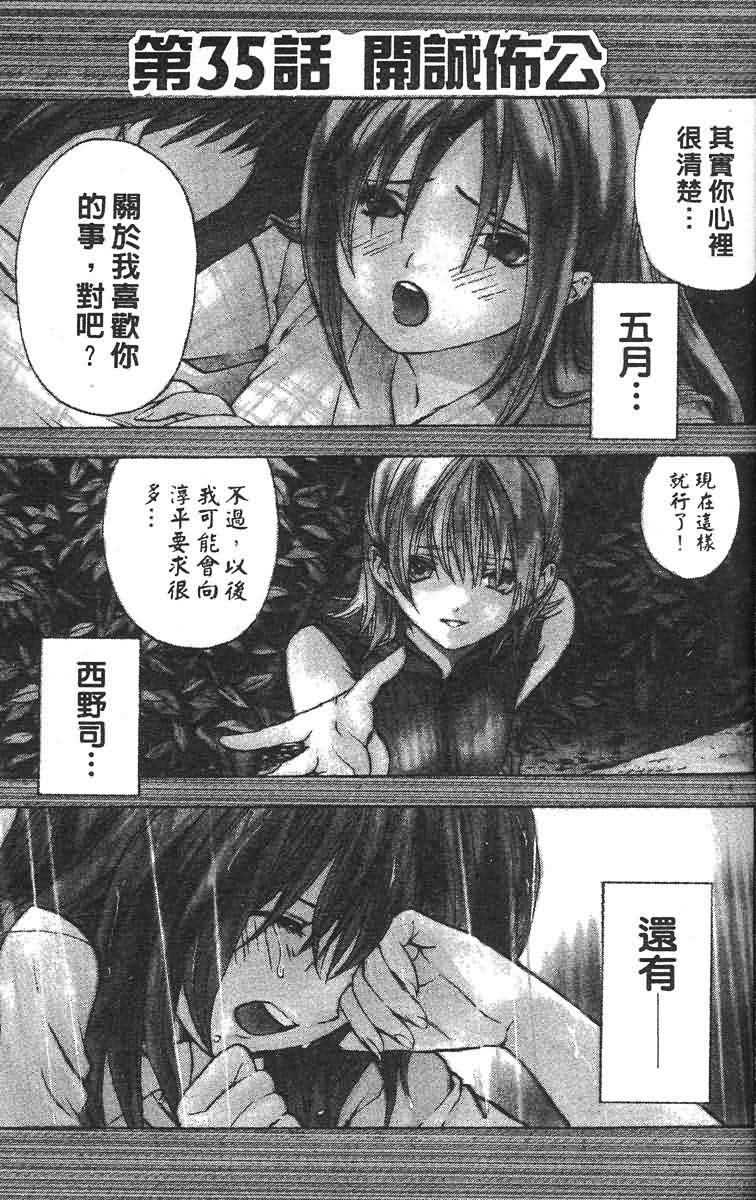 第35話 開誠佈公
其實你心裡
很清楚…
關於我喜歡你
的事，對吧？
五月…
現在這樣
就行了！
不過，以後
我可能會向
淳平要求很
多…
西野司…
還有——